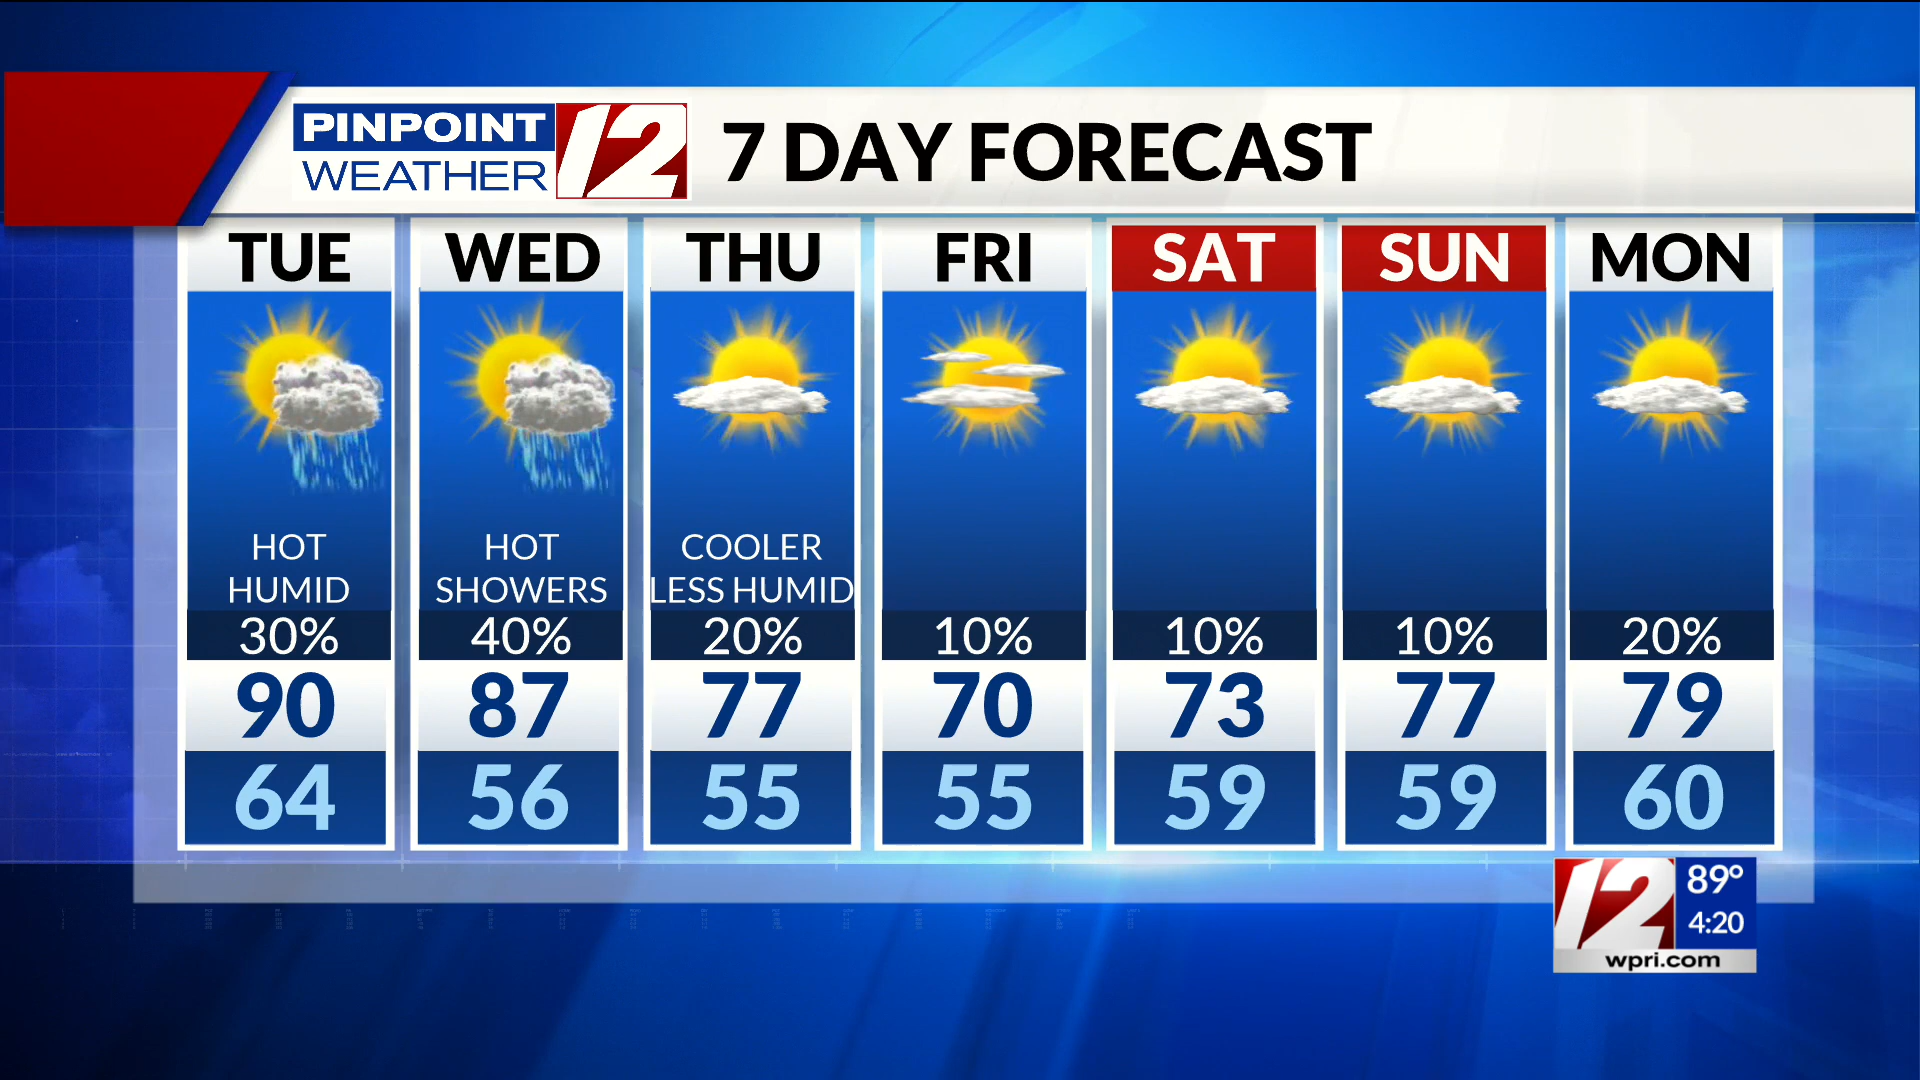 PINPOINT
WEATHER
12
7 DAY FORECAST
TUE WED THU FRI SAT SUN MON
HOT HOT COOLER
HUMID SHOWERS LESS HUMID
30% 40% 20% 10% 10% 10% 20%
90 87 77 70 73 77 79
64 56 55 55 59 59 60
12
89°
4:20
wpri.com